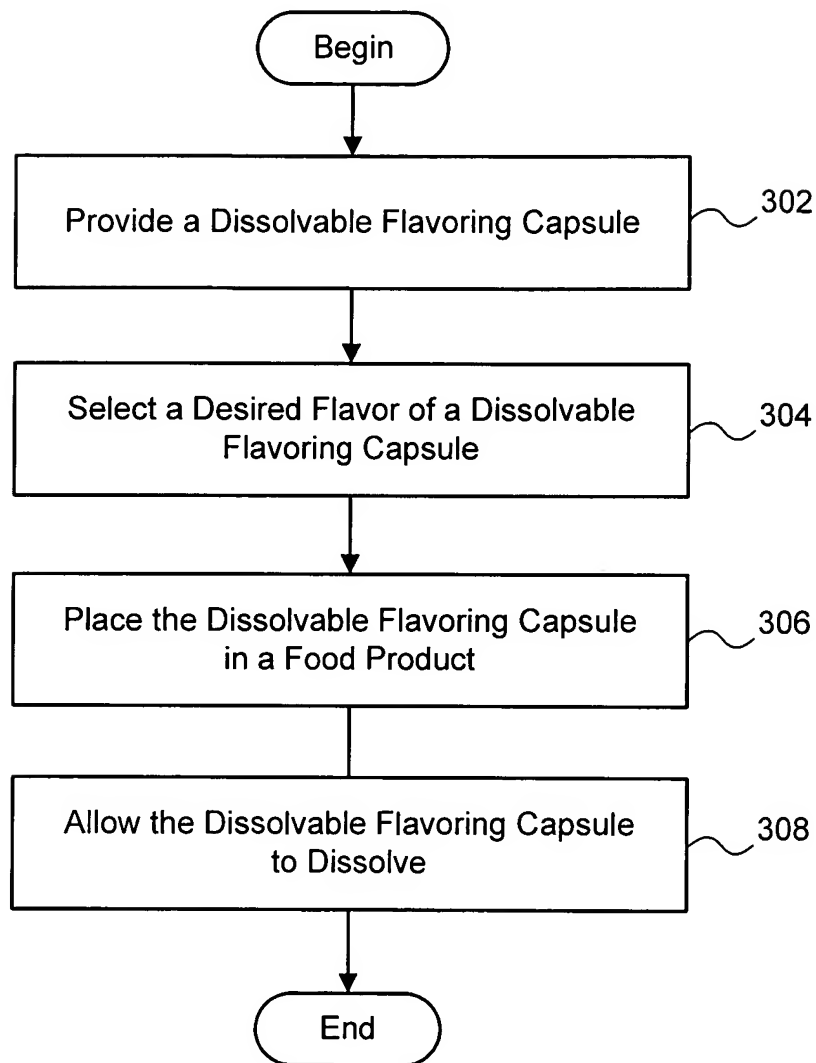 Begin
Provide a Dissolvable Flavoring Capsule
302
Select a Desired Flavor of a Dissolvable
Flavoring Capsule
304
Place the Dissolvable Flavoring Capsule
in a Food Product
306
Allow the Dissolvable Flavoring Capsule
to Dissolve
308
End